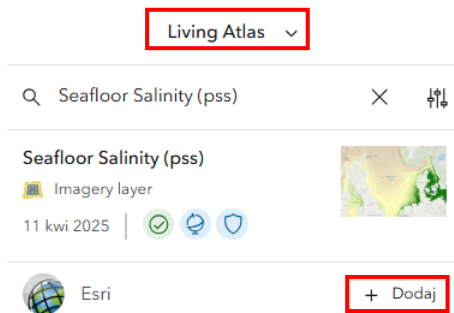 Living Atlas
Seafloor Salinity (pss)
Seafloor Salinity (pss)
Imagery layer
11 kwi 2025
Esri
+ Dodaj